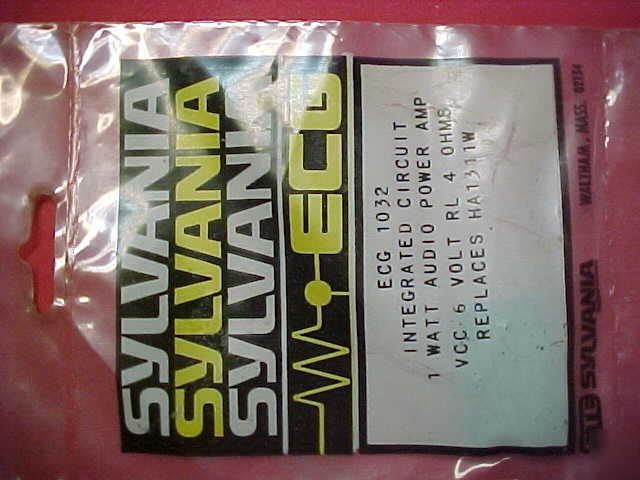 SYLVANIA
SYLVANIA
SYLVANIA
ECG
ECG 1032
INTEGRATED CIRCUIT
1 WATT AUDIO POWER AMP
VCC 6 VOLT RL 4 OHMS
REPLACES HA1311W
GTE SYLVANIA WALTHAM, MASS. 02154